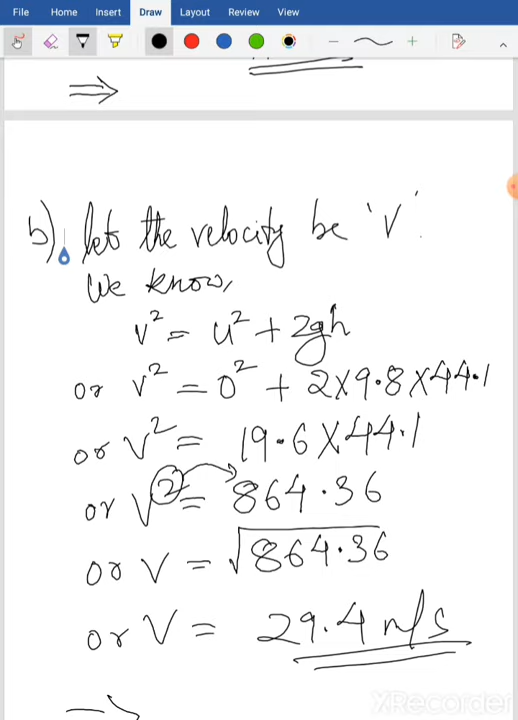 File Home Insert Draw Layout Review View
⇒
b). let the velocity be 'V'.
We know,
v² = u² + 2gh
or v² = 0² + 2×9.8×44.1
or v² = 19.6×44.1
or v² = 864.36
or v = √864.36
or v = 29.4 m/s
XRecorder